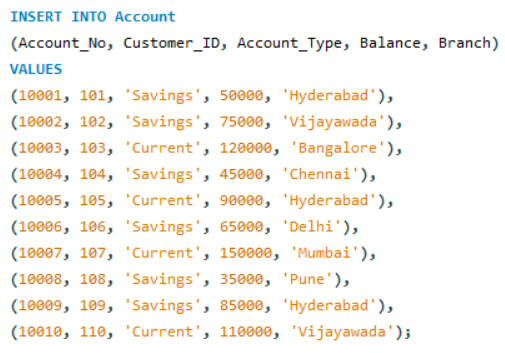 INSERT INTO Account
(Account_No, Customer_ID, Account_Type, Balance, Branch)
VALUES
(10001, 101, 'Savings', 50000, 'Hyderabad'),
(10002, 102, 'Savings', 75000, 'Vijayawada'),
(10003, 103, 'Current', 120000, 'Bangalore'),
(10004, 104, 'Savings', 45000, 'Chennai'),
(10005, 105, 'Current', 90000, 'Hyderabad'),
(10006, 106, 'Savings', 65000, 'Delhi'),
(10007, 107, 'Current', 150000, 'Mumbai'),
(10008, 108, 'Savings', 35000, 'Pune'),
(10009, 109, 'Savings', 85000, 'Hyderabad'),
(10010, 110, 'Current', 110000, 'Vijayawada');